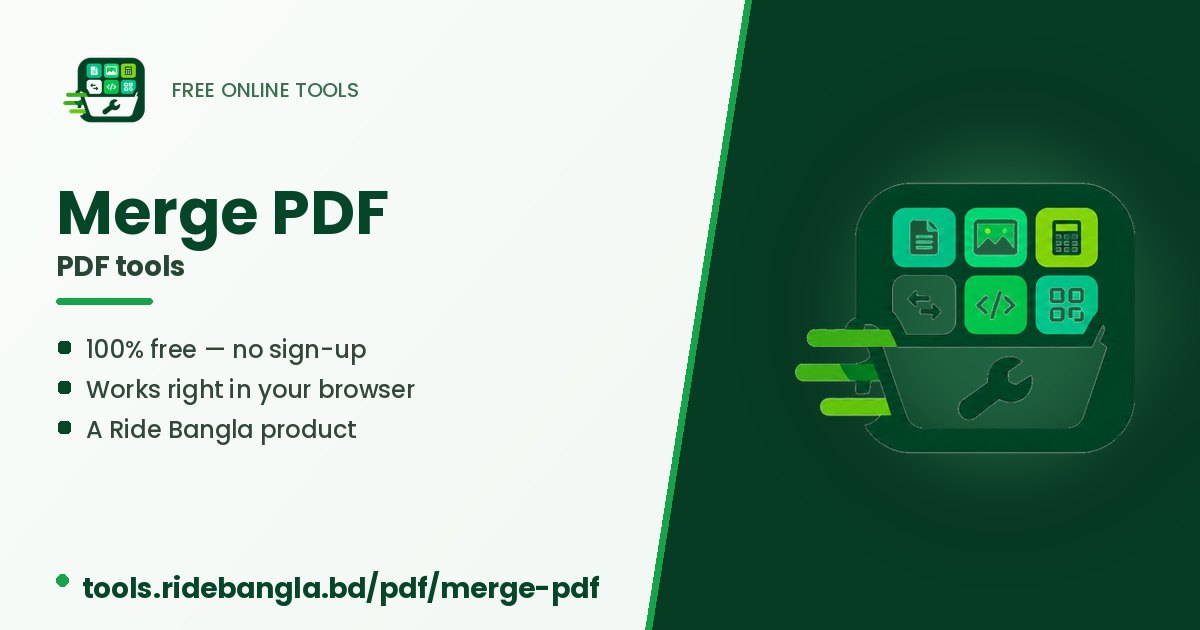 FREE ONLINE TOOLS
Merge PDF
PDF tools
100% free — no sign-up
Works right in your browser
A Ride Bangla product
tools.ridebangla.bd/pdf/merge-pdf